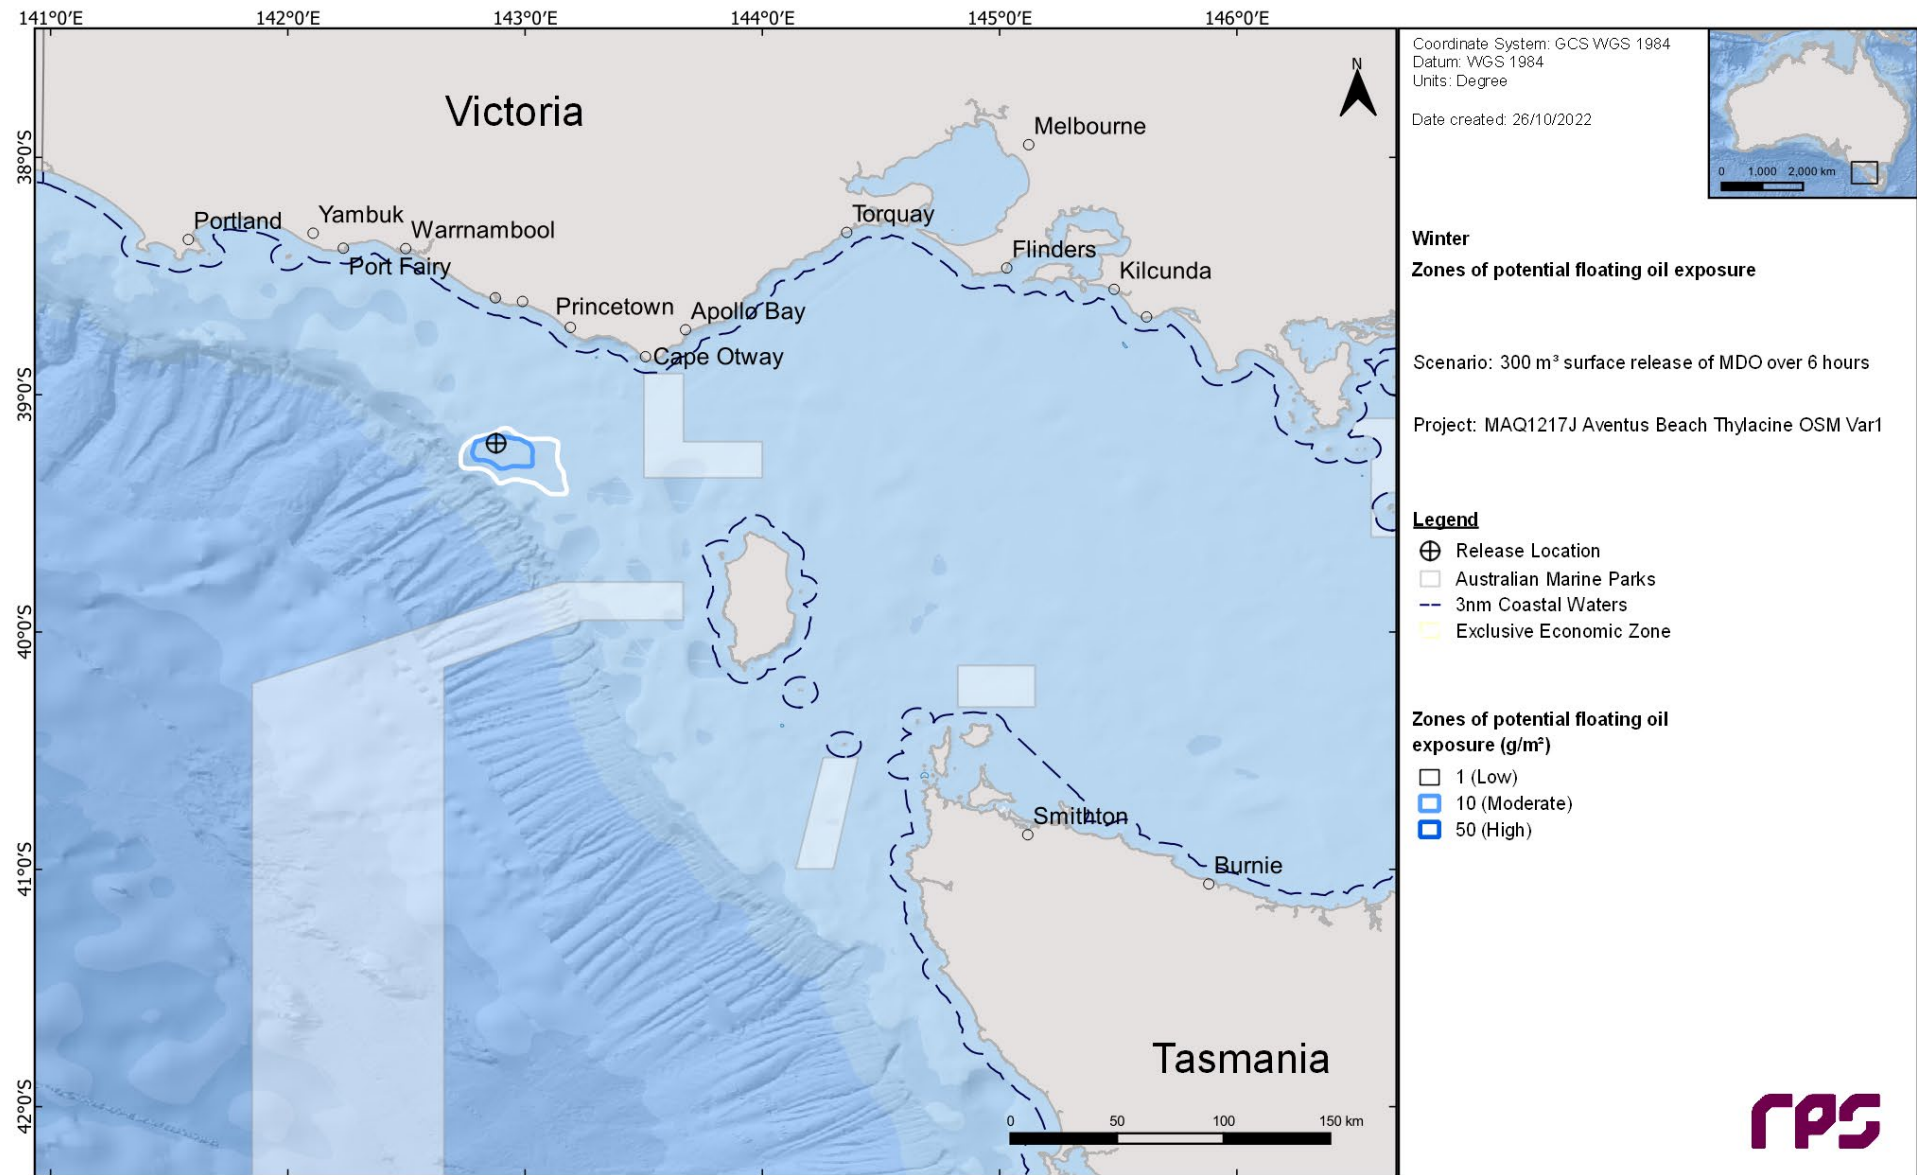 141°0'E 142°0'E 143°0'E 144°0'E 145°0'E 146°0'E
38°0'S
39°0'S
40°0'S
41°0'S
42°0'S
Victoria
N
Melbourne
Portland
Yambuk
Warrnambool
Port Fairy
Torquay
Flinders
Kilcunda
Princetown
Apollo Bay
Cape Otway
Smithton
Burnie
Tasmania
0 50 100 150 km
Coordinate System: GCS WGS 1984
Datum: WGS 1984
Units: Degree
Date created: 26/10/2022
0 1,000 2,000 km
Winter
Zones of potential floating oil exposure
Scenario: 300 m³ surface release of MDO over 6 hours
Project: MAQ1217J Aventus Beach Thylacine OSM Var1
Legend
Release Location
Australian Marine Parks
3nm Coastal Waters
Exclusive Economic Zone
Zones of potential floating oil
exposure (g/m²)
1 (Low)
10 (Moderate)
50 (High)
rps